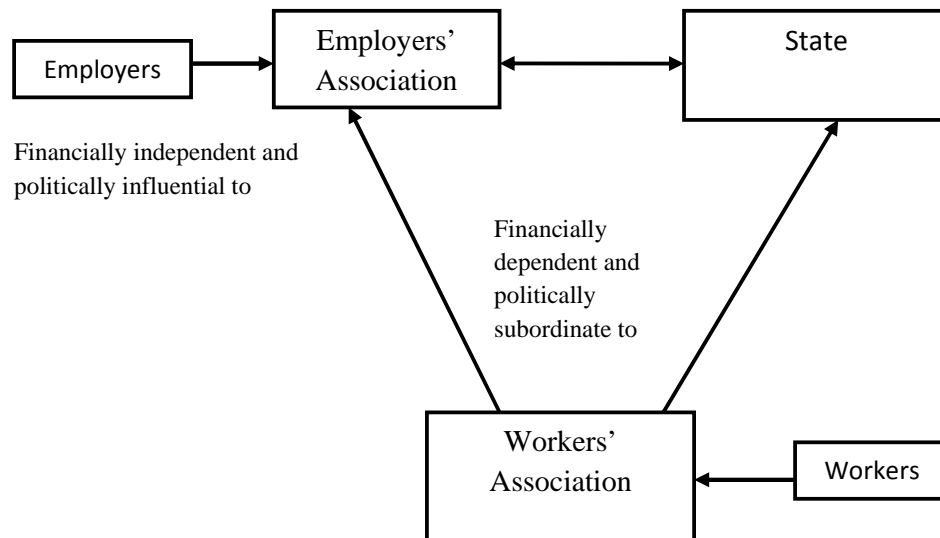 Employers’
Association
State
Employers
Financially independent and
politically influential to
Financially
dependent and
politically
subordinate to
Workers’
Association
Workers